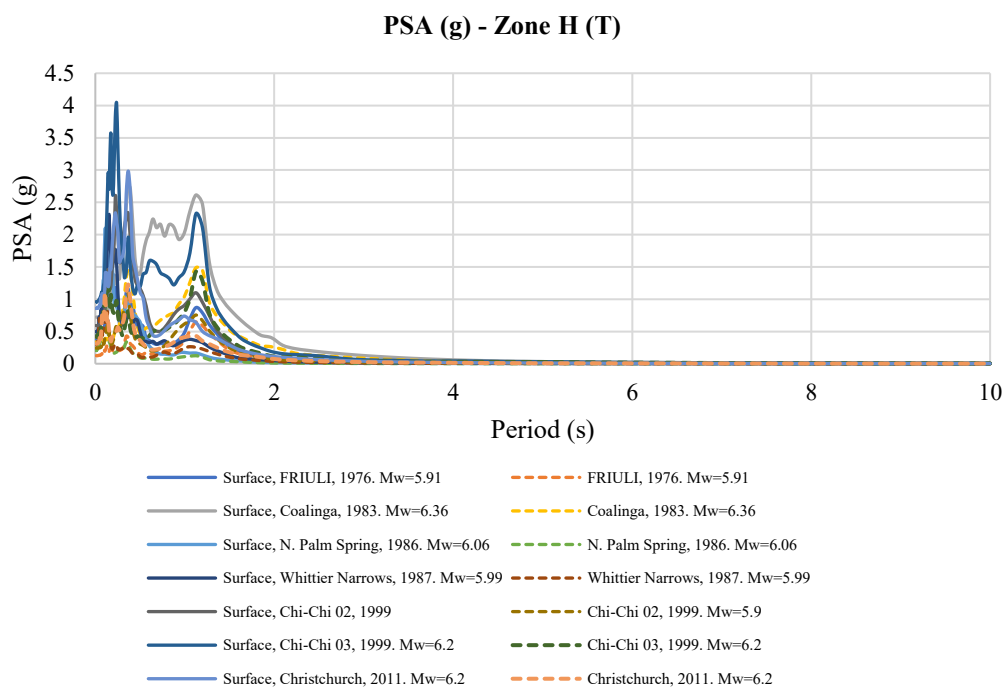 PSA (g) - Zone H (T)
4.5
4
3.5
3
2.5
2
1.5
1
0.5
0
PSA (g)
0 2 4 6 8 10
Period (s)
Surface, FRIULI, 1976. Mw=5.91 FRIULI, 1976. Mw=5.91
Surface, Coalinga, 1983. Mw=6.36 Coalinga, 1983. Mw=6.36
Surface, N. Palm Spring, 1986. Mw=6.06 N. Palm Spring, 1986. Mw=6.06
Surface, Whittier Narrows, 1987. Mw=5.99 Whittier Narrows, 1987. Mw=5.99
Surface, Chi-Chi 02, 1999 Chi-Chi 02, 1999. Mw=5.9
Surface, Chi-Chi 03, 1999. Mw=6.2 Chi-Chi 03, 1999. Mw=6.2
Surface, Christchurch, 2011. Mw=6.2 Christchurch, 2011. Mw=6.2